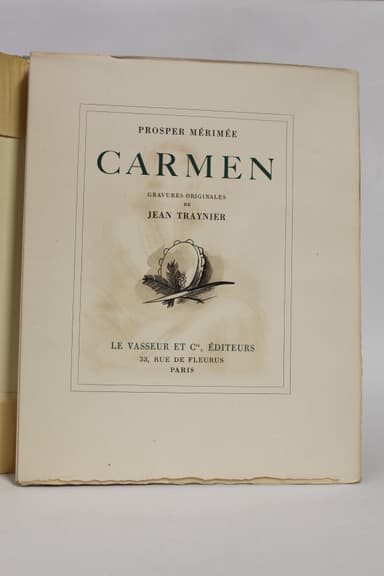 PROSPER MÉRIMÉE
CARMEN
GRAVURES ORIGINALES
DE
JEAN TRAYNIER
LE VASSEUR ET Cie, ÉDITEURS
33, RUE DE FLEURUS
PARIS